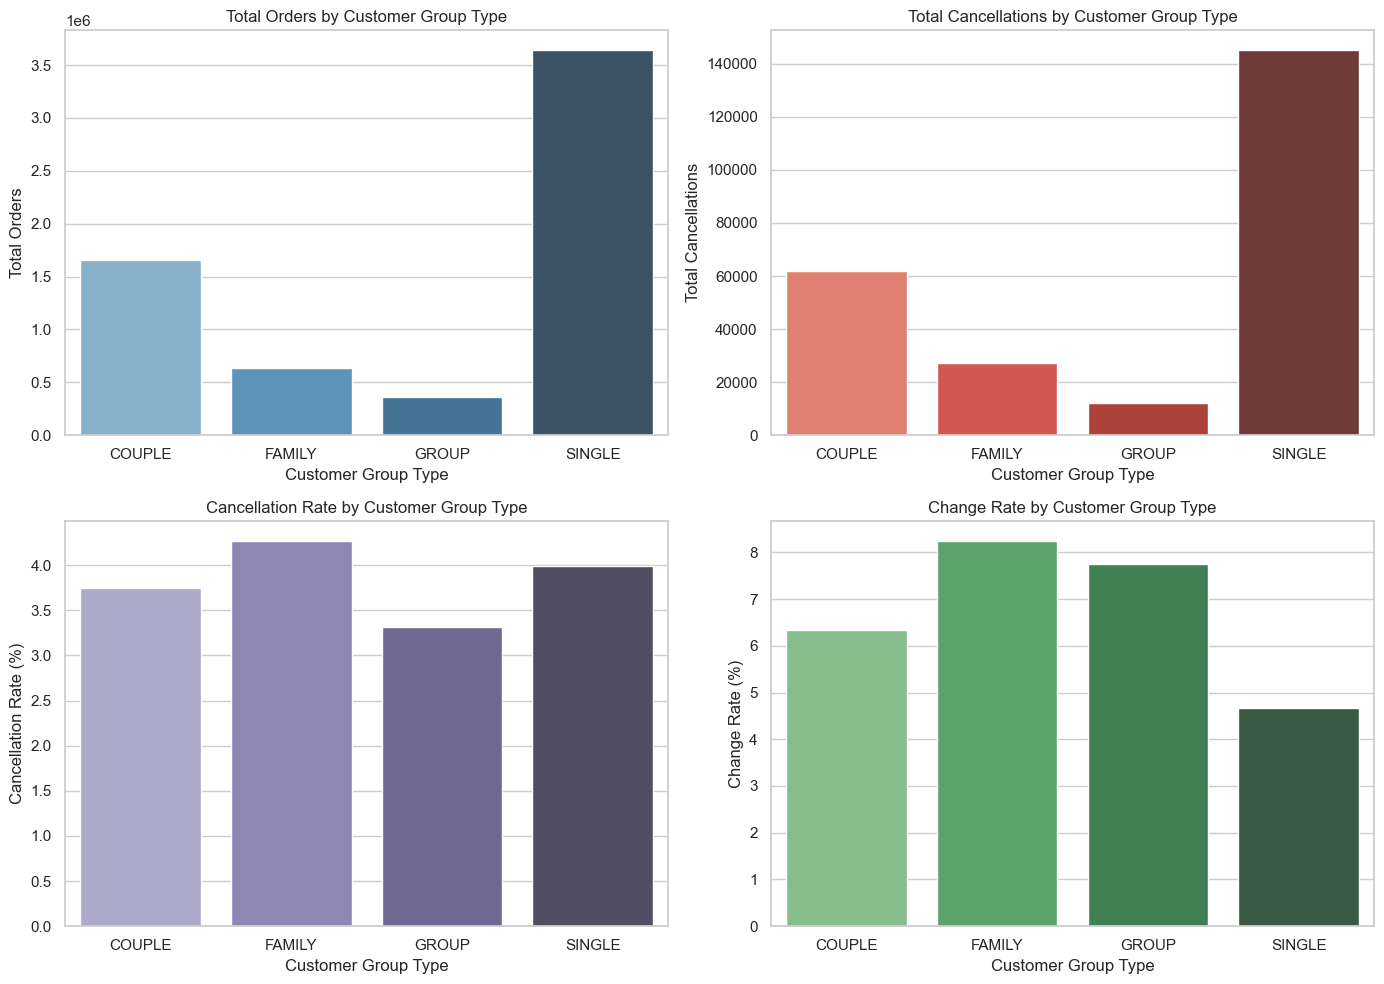 Total Orders by Customer Group Type
1e6
3.5
3.0
2.5
2.0
1.5
1.0
0.5
0.0
Total Orders
COUPLE FAMILY GROUP SINGLE
Customer Group Type
Total Cancellations by Customer Group Type
140000
120000
100000
80000
60000
40000
20000
0
Total Cancellations
COUPLE FAMILY GROUP SINGLE
Customer Group Type
Cancellation Rate by Customer Group Type
4.0
3.5
3.0
2.5
2.0
1.5
1.0
0.5
0.0
Cancellation Rate (%)
COUPLE FAMILY GROUP SINGLE
Customer Group Type
Change Rate by Customer Group Type
8
7
6
5
4
3
2
1
0
Change Rate (%)
COUPLE FAMILY GROUP SINGLE
Customer Group Type